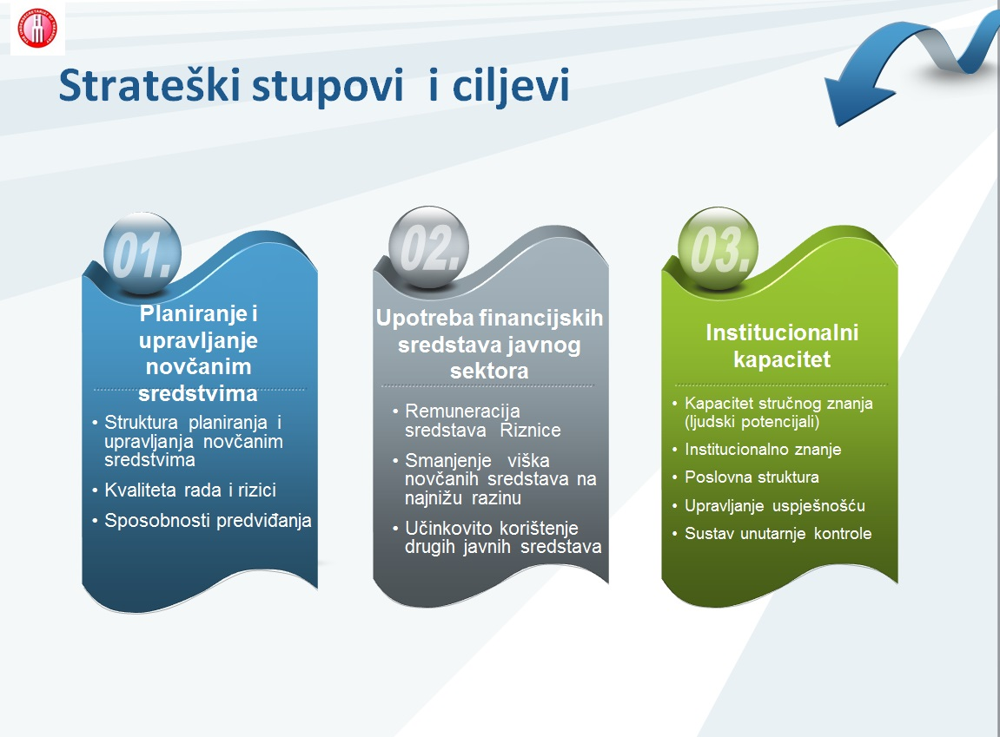 Strateški stupovi i ciljevi
01.
Planiranje i
upravljanje
novčanim
sredstvima
• Struktura planiranja i
upravljanja novčanim
sredstvima
• Kvaliteta rada i rizici
• Sposobnosti predviđanja
02.
Upotreba financijskih
sredstava javnog
sektora
• Remuneracija
sredstava Riznice
• Smanjenje viška
novčanih sredstava na
najnižu razinu
• Učinkovito korištenje
drugih javnih sredstava
03.
Institucionalni
kapacitet
• Kapacitet stručnog znanja
(ljudski potencijali)
• Institucionalno znanje
• Poslovna struktura
• Upravljanje uspješnošću
• Sustav unutarnje kontrole